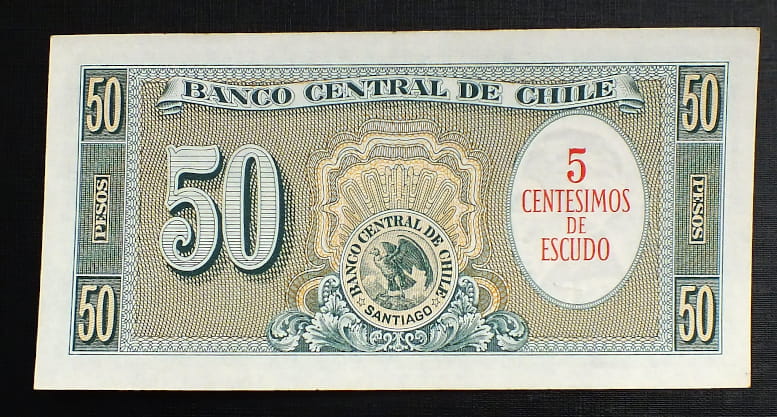 50
50
BANCO CENTRAL DE CHILE
50
5
CENTESIMOS
DE
ESCUDO
PESOS
PESOS
BANCO CENTRAL DE CHILE
SANTIAGO
50
50